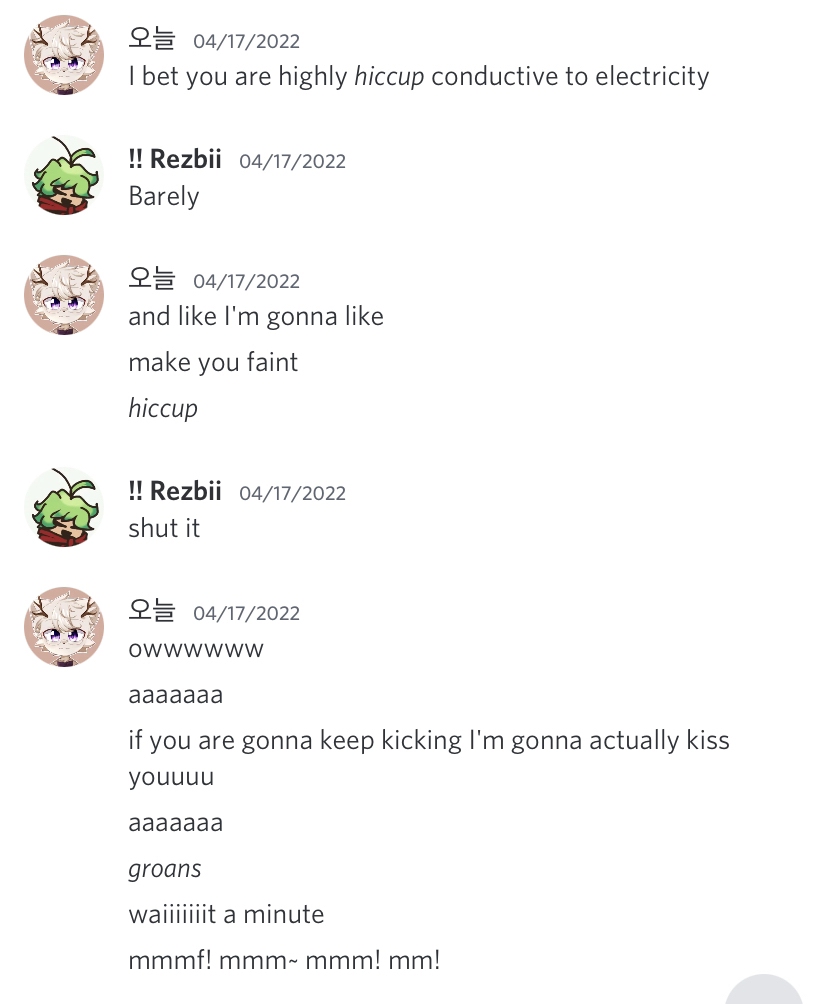 오늘 04/17/2022
I bet you are highly hiccup conductive to electricity
!! Rezbii 04/17/2022
Barely
오늘 04/17/2022
and like I'm gonna like
make you faint
hiccup
!! Rezbii 04/17/2022
shut it
오늘 04/17/2022
owwwwww
aaaaaaa
if you are gonna keep kicking I'm gonna actually kiss
youuuu
aaaaaaa
groans
waiiiiiiit a minute
mmmf! mmm~ mmm! mm!